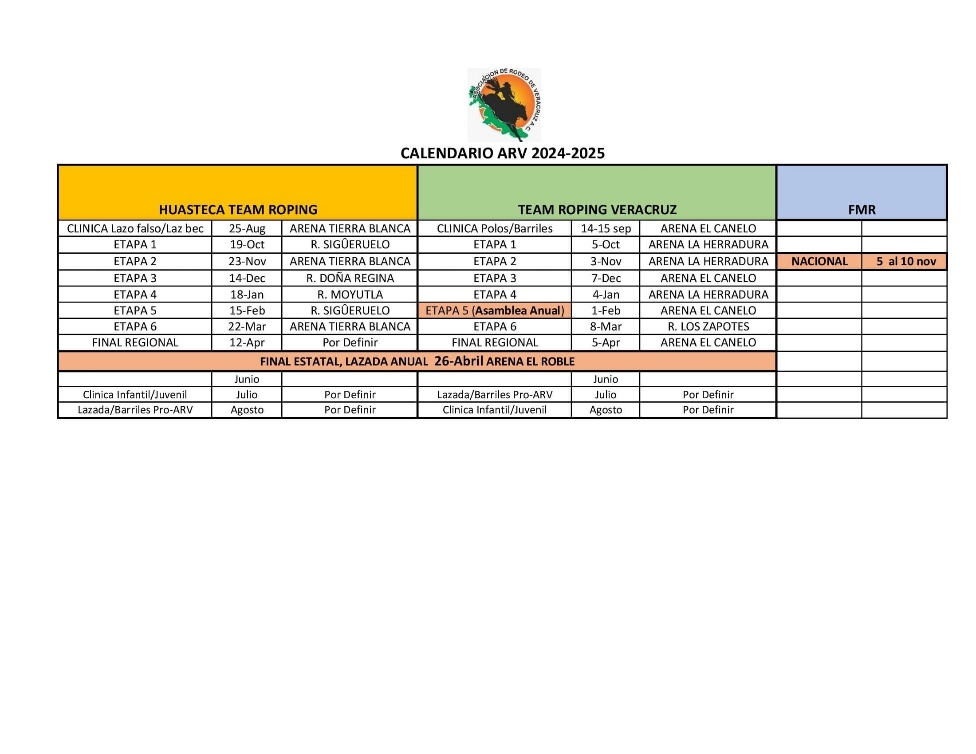 ASOCIACION DE RODEO DE VERACRUZ A.C.
CALENDARIO ARV 2024-2025
HUASTECA TEAM ROPING TEAM ROPING VERACRUZ FMR
CLINICA Lazo falso/Laz bec 25-Aug ARENA TIERRA BLANCA CLINICA Polos/Barriles 14-15 sep ARENA EL CANELO
ETAPA 1 19-Oct R. SIGÛERUELO ETAPA 1 5-Oct ARENA LA HERRADURA
ETAPA 2 23-Nov ARENA TIERRA BLANCA ETAPA 2 3-Nov ARENA LA HERRADURA NACIONAL 5 al 10 nov
ETAPA 3 14-Dec R. DOÑA REGINA ETAPA 3 7-Dec ARENA EL CANELO
ETAPA 4 18-Jan R. MOYUTLA ETAPA 4 4-Jan ARENA LA HERRADURA
ETAPA 5 15-Feb R. SIGÛERUELO ETAPA 5 (Asamblea Anual) 1-Feb ARENA EL CANELO
ETAPA 6 22-Mar ARENA TIERRA BLANCA ETAPA 6 8-Mar R. LOS ZAPOTES
FINAL REGIONAL 12-Apr Por Definir FINAL REGIONAL 5-Apr ARENA EL CANELO
FINAL ESTATAL, LAZADA ANUAL 26-Abril ARENA EL ROBLE
Junio Junio
Clinica Infantil/Juvenil Julio Por Definir Lazada/Barriles Pro-ARV Julio Por Definir
Lazada/Barriles Pro-ARV Agosto Por Definir Clinica Infantil/Juvenil Agosto Por Definir